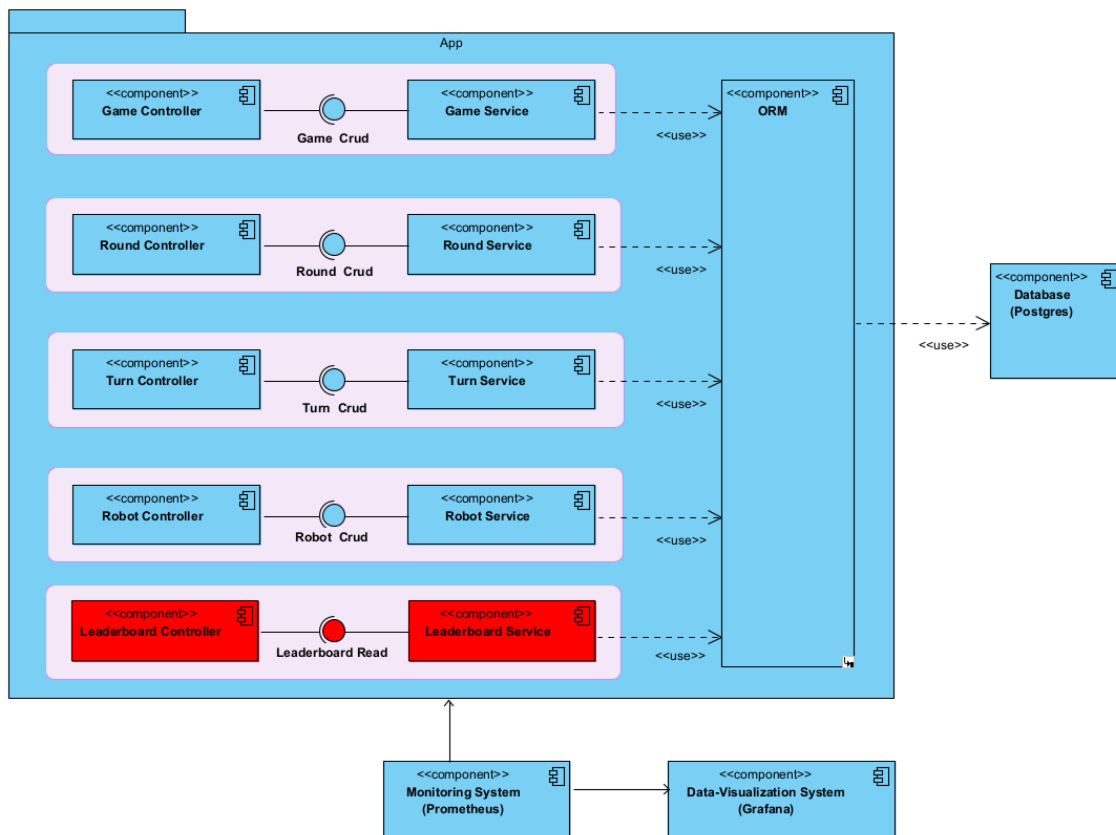 App
<<component>>
Game Controller
Game Crud
<<component>>
Game Service
<<use>>
<<component>>
ORM
<<component>>
Round Controller
Round Crud
<<component>>
Round Service
<<use>>
<<component>>
Database
(Postgres)
<<use>>
<<component>>
Turn Controller
Turn Crud
<<component>>
Turn Service
<<use>>
<<component>>
Robot Controller
Robot Crud
<<component>>
Robot Service
<<use>>
<<component>>
Leaderboard Controller
Leaderboard Read
<<component>>
Leaderboard Service
<<use>>
<<component>>
Monitoring System
(Prometheus)
<<component>>
Data-Visualization System
(Grafana)